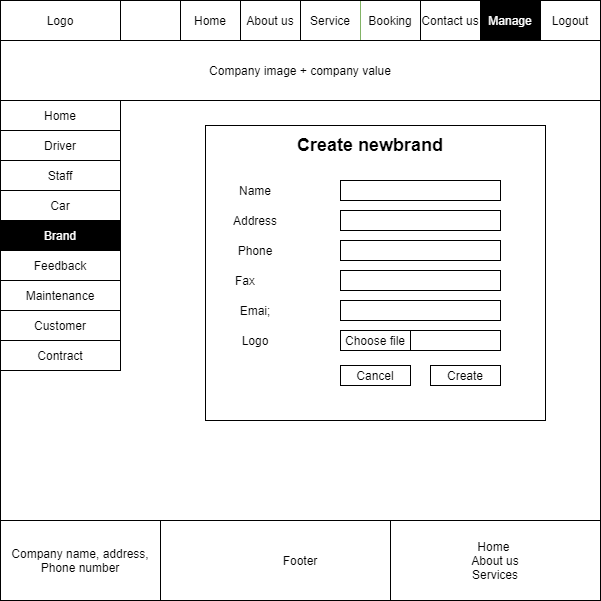 Logo
Home
About us
Service
Booking
Contact us
Manage
Logout
Company image + company value
Home
Driver
Staff
Car
Brand
Feedback
Maintenance
Customer
Contract
Create newbrand
Name
Address
Phone
Fax
Emai;
Logo
Choose file
Cancel
Create
Company name, address,
Phone number
Footer
Home
About us
Services